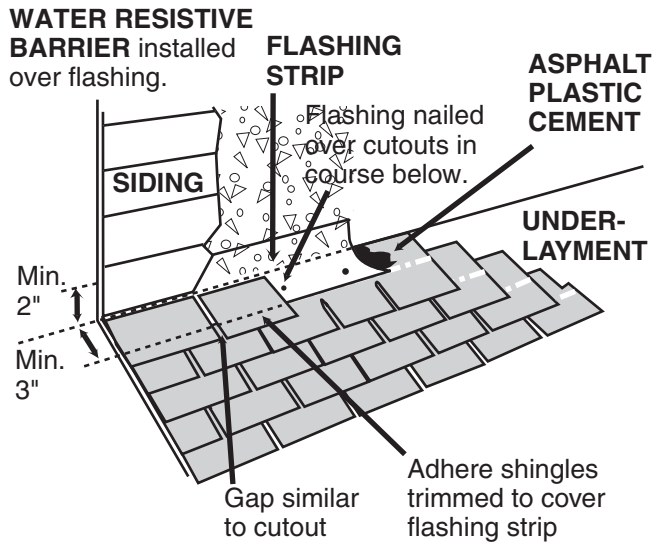 WATER RESISTIVE
BARRIER installed
over flashing.
FLASHING
STRIP
Flashing nailed
over cutouts in
course below.
ASPHALT
PLASTIC
CEMENT
SIDING
UNDER-
LAYMENT
Min.
2"
Min.
3"
Gap similar
to cutout
Adhere shingles
trimmed to cover
flashing strip